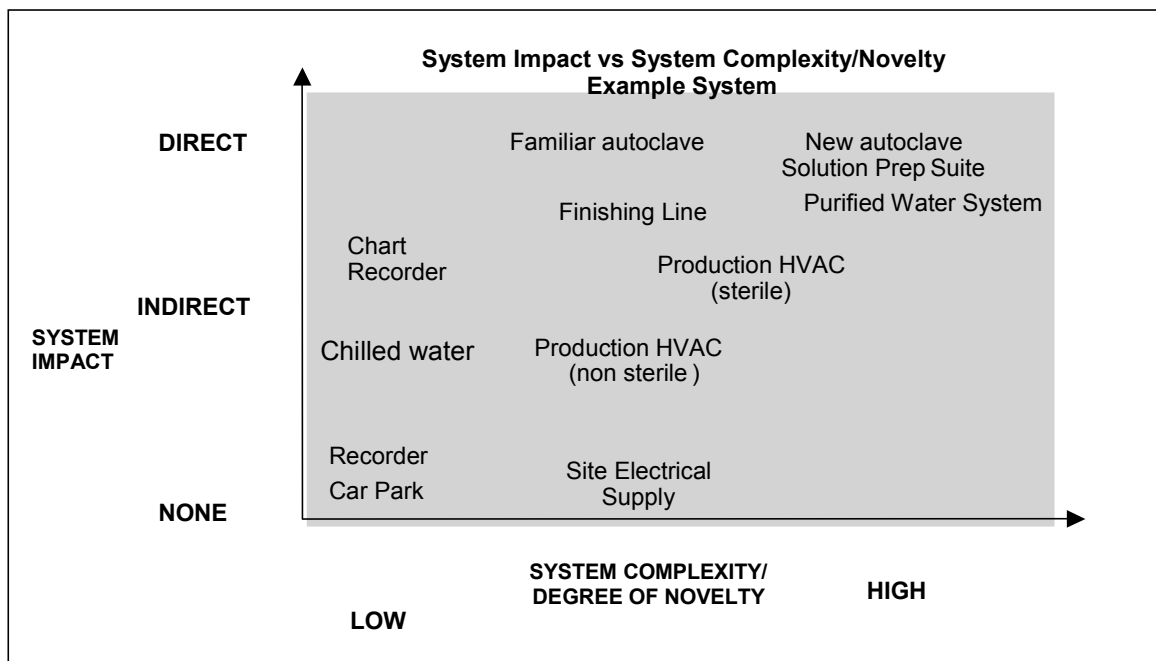 System Impact vs System Complexity/Novelty
Example System
DIRECT
Familiar autoclave
New autoclave
Solution Prep Suite
Purified Water System
Finishing Line
Chart
Recorder
Production HVAC
(sterile)
INDIRECT
SYSTEM
IMPACT
Chilled water
Production HVAC
(non sterile )
Recorder
Car Park
Site Electrical
Supply
NONE
SYSTEM COMPLEXITY/
DEGREE OF NOVELTY
HIGH
LOW